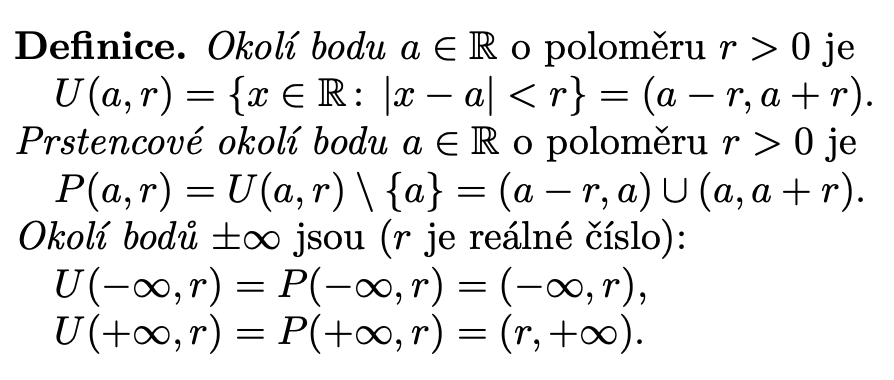 Definice. Okolí bodu a ∈ ℝ o poloměru r > 0 je
U(a, r) = {x ∈ ℝ: |x − a| < r} = (a − r, a + r).
Prstencové okolí bodu a ∈ ℝ o poloměru r > 0 je
P(a, r) = U(a, r) \ {a} = (a − r, a) ∪ (a, a + r).
Okolí bodů ±∞ jsou (r je reálné číslo):
U(−∞, r) = P(−∞, r) = (−∞, r),
U(+∞, r) = P(+∞, r) = (r, +∞).